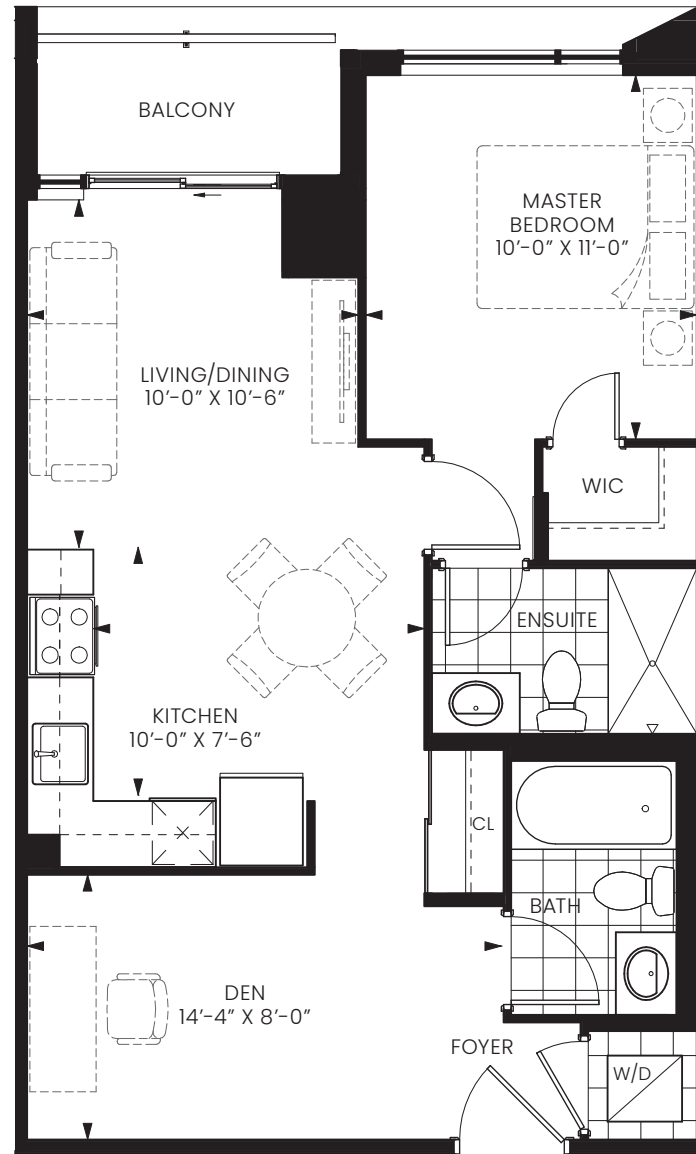 BALCONY
MASTER
BEDROOM
10’-0” X 11’-0”
LIVING/DINING
10’-0” X 10’-6”
WIC
ENSUITE
KITCHEN
10’-0” X 7’-6”
CL
BATH
DEN
14’-4” X 8’-0”
FOYER
W/D